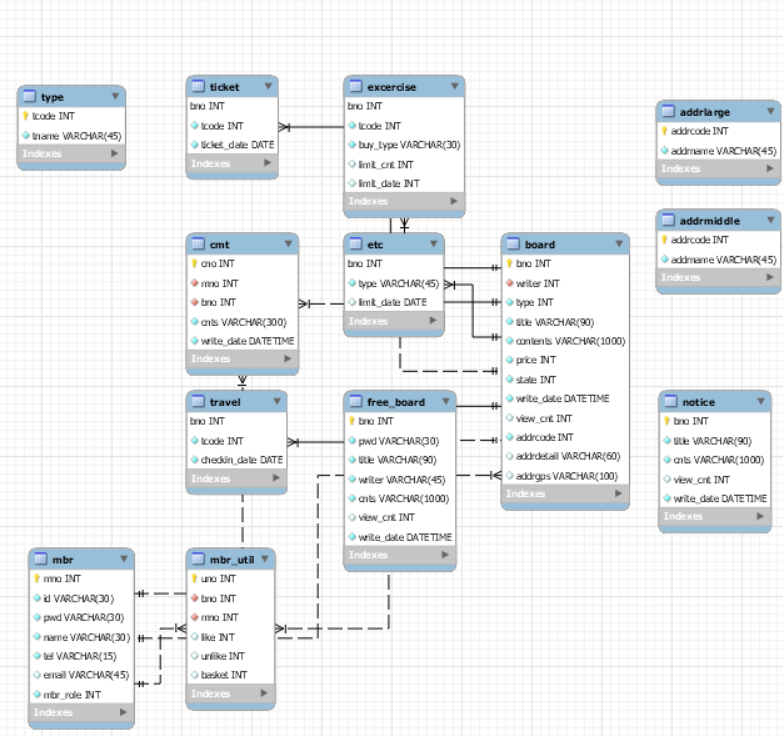 type
tcode INT
tname VARCHAR(45)
Indexes
ticket
bno INT
tcode INT
ticket_date DATE
Indexes
excercise
bno INT
tcode INT
buy_type VARCHAR(30)
limit_cnt INT
limit_date INT
Indexes
addrlarge
addrcode INT
addrname VARCHAR(45)
Indexes
addrmiddle
addrcode INT
addrname VARCHAR(45)
Indexes
cmt
cno INT
mno INT
bno INT
cnts VARCHAR(300)
write_date DATETIME
Indexes
etc
bno INT
type VARCHAR(45)
limit_date DATE
Indexes
board
bno INT
writer INT
type INT
title VARCHAR(90)
contents VARCHAR(1000)
price INT
state INT
write_date DATETIME
view_cnt INT
addrcode INT
addrdetail VARCHAR(60)
addrgps VARCHAR(100)
Indexes
travel
bno INT
tcode INT
checkin_date DATE
Indexes
free_board
bno INT
pwd VARCHAR(30)
title VARCHAR(90)
writer VARCHAR(45)
cnts VARCHAR(1000)
view_cnt INT
write_date DATETIME
Indexes
notice
bno INT
title VARCHAR(90)
cnts VARCHAR(1000)
view_cnt INT
write_date DATETIME
Indexes
mbr
mno INT
id VARCHAR(30)
pwd VARCHAR(30)
name VARCHAR(30)
tel VARCHAR(15)
email VARCHAR(45)
mbr_role INT
Indexes
mbr_util
uno INT
bno INT
mno INT
like INT
unlike INT
basket INT
Indexes